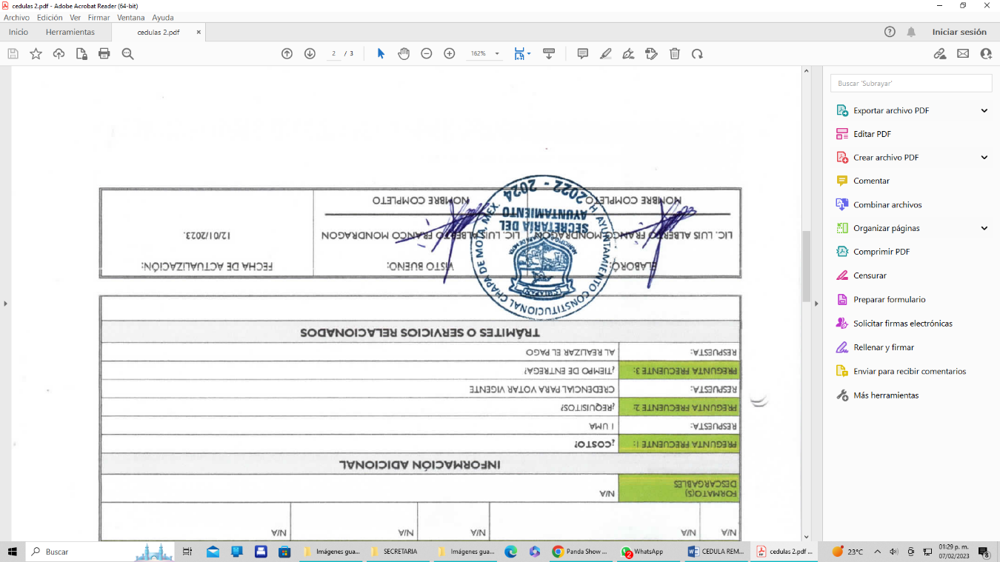 cedulas 2.pdf - Adobe Acrobat Reader (64-bit)
Archivo Edición Ver Firmar Ventana Ayuda
Inicio Herramientas cedulas 2.pdf × Iniciar sesión
2 / 3 162%
Buscar 'Subrayar'
Exportar archivo PDF
Editar PDF
Crear archivo PDF
Comentar
Combinar archivos
Organizar páginas
Comprimir PDF
Censurar
Preparar formulario
Solicitar firmas electrónicas
Rellenar y firmar
Enviar para recibir comentarios
Más herramientas
N/A N/A N/A N/A N/A
FORMATO(S) DESCARGABLES N/A
INFORMACIÓN ADICIONAL
PREGUNTA FRECUENTE 1: ¿COSTO?
RESPUESTA: 1 UMA
PREGUNTA FRECUENTE 2: ¿REQUISITOS?
RESPUESTA: CREDENCIAL PARA VOTAR VIGENTE
PREGUNTA FRECUENTE 3: ¿TIEMPO DE ENTREGA?
RESPUESTA: AL REALIZAR EL PAGO
TRÁMITES O SERVICIOS RELACIONADOS
ELABORÓ: VISTO BUENO: FECHA DE ACTUALIZACIÓN:
LIC. LUIS ALBERTO FRANCO MONDRAGON LIC. LUIS ALBERTO FRANCO MONDRAGON 12/01/2023.
NOMBRE COMPLETO NOMBRE COMPLETO
H. AYUNTAMIENTO CONSTITUCIONAL CHAPA DE MOTA, MEX.
SECRETARÍA DEL
AYUNTAMIENTO
2022 - 2024
Buscar Imágenes gua... SECRETARIA Imágenes gua... Panda Show ... 2 WhatsApp CEDULA REM... cedulas 2.pdf ... 23°C 01:29 p. m.
07/02/2023 8